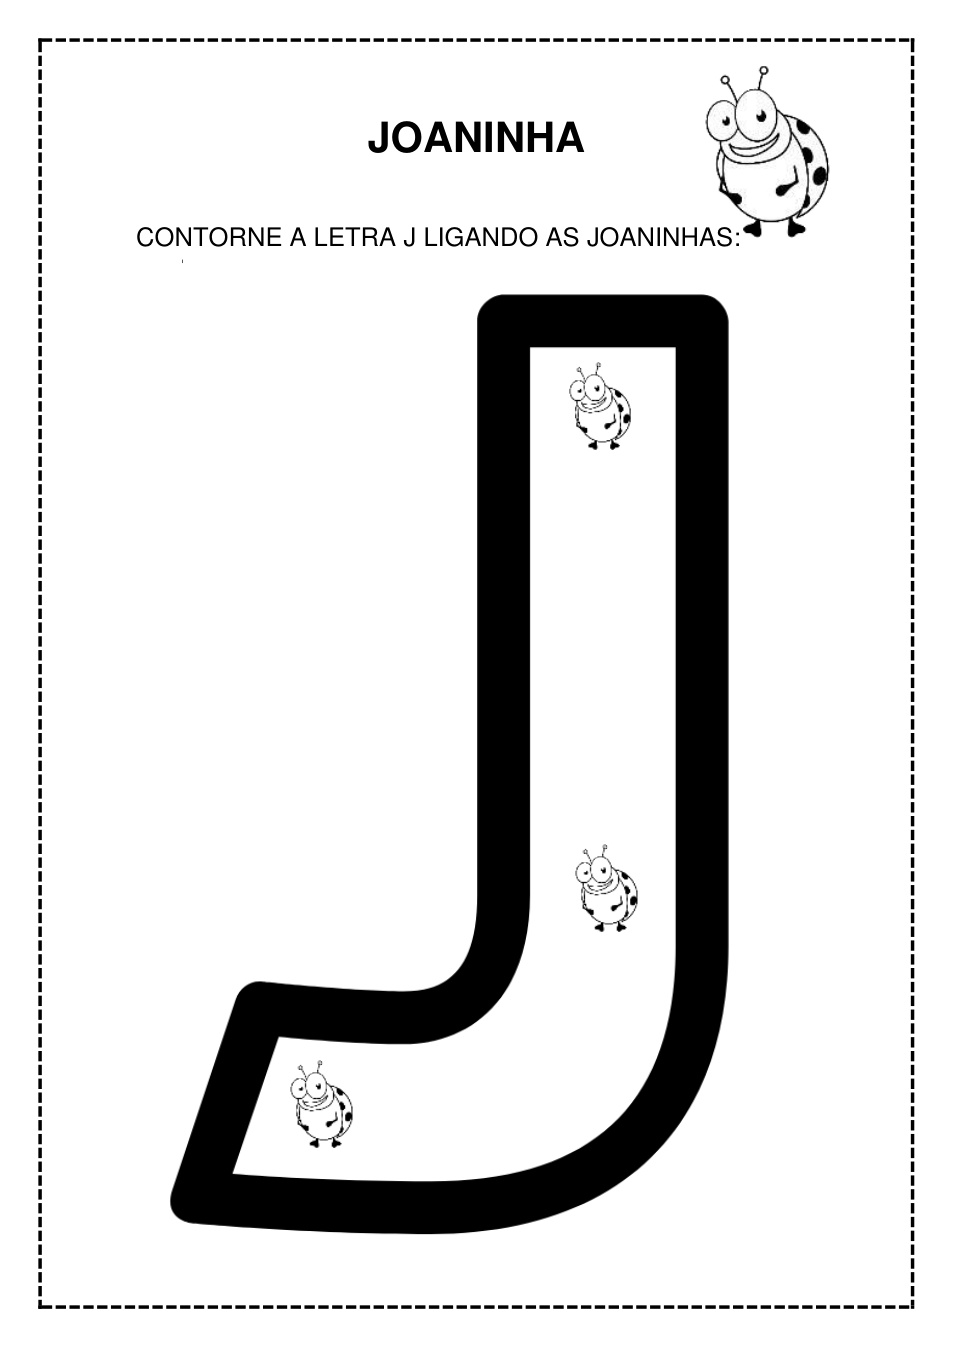 JOANINHA
CONTORNE A LETRA J LIGANDO AS JOANINHAS:
J